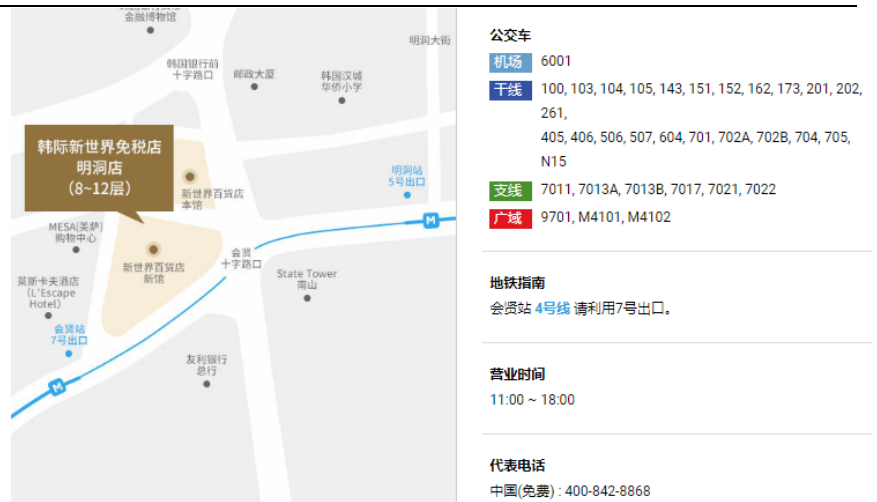 金融博物馆
明洞大街
韩国银行前
十字路口
邮政大厦
韩国汉城
华侨小学
韩际新世界免税店
明洞店
(8~12层)
明洞站
5号出口
新世界百货店
本馆
MESA(美萨)
购物中心
新世界百货店
新馆
会贤
十字路口
State Tower
南山
莱斯卡夫酒店
(L'Escape
Hotel)
会贤站
7号出口
友利银行
总行
M
M
公交车
机场 6001
干线 100, 103, 104, 105, 143, 151, 152, 162, 173, 201, 202,
261,
405, 406, 506, 507, 604, 701, 702A, 702B, 704, 705,
N15
支线 7011, 7013A, 7013B, 7017, 7021, 7022
广域 9701, M4101, M4102
地铁指南
会贤站 4号线 请利用7号出口。
营业时间
11:00 ~ 18:00
代表电话
中国(免费) : 400-842-8868